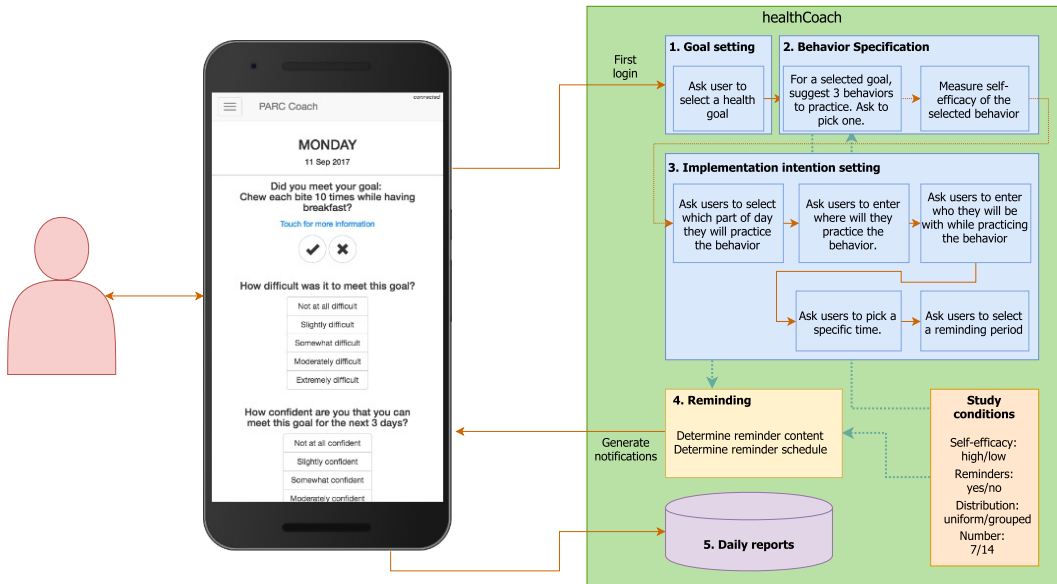 connected
PARC Coach
MONDAY
11 Sep 2017
Did you meet your goal:
Chew each bite 10 times while having
breakfast?
Touch for more information
How difficult was it to meet this goal?
Not at all difficult
Slightly difficult
Somewhat difficult
Moderately difficult
Extremely difficult
How confident are you that you can
meet this goal for the next 3 days?
Not at all confident
Slightly confident
Somewhat confident
Moderately confident
First
login
Generate
notifications
healthCoach
1. Goal setting
Ask user to
select a health
goal
2. Behavior Specification
For a selected goal,
suggest 3 behaviors
to practice. Ask to
pick one.
Measure self-
efficacy of the
selected behavior
3. Implementation intention setting
Ask users to select
which part of day
they will practice
the behavior
Ask users to enter
where will they
practice the
behavior.
Ask users to enter
who they will be
with while practicing
the behavior
Ask users to pick a
specific time.
Ask users to select
a reminding period
4. Reminding
Determine reminder content
Determine reminder schedule
5. Daily reports
Study
conditions
Self-efficacy:
high/low
Reminders:
yes/no
Distribution:
uniform/grouped
Number:
7/14